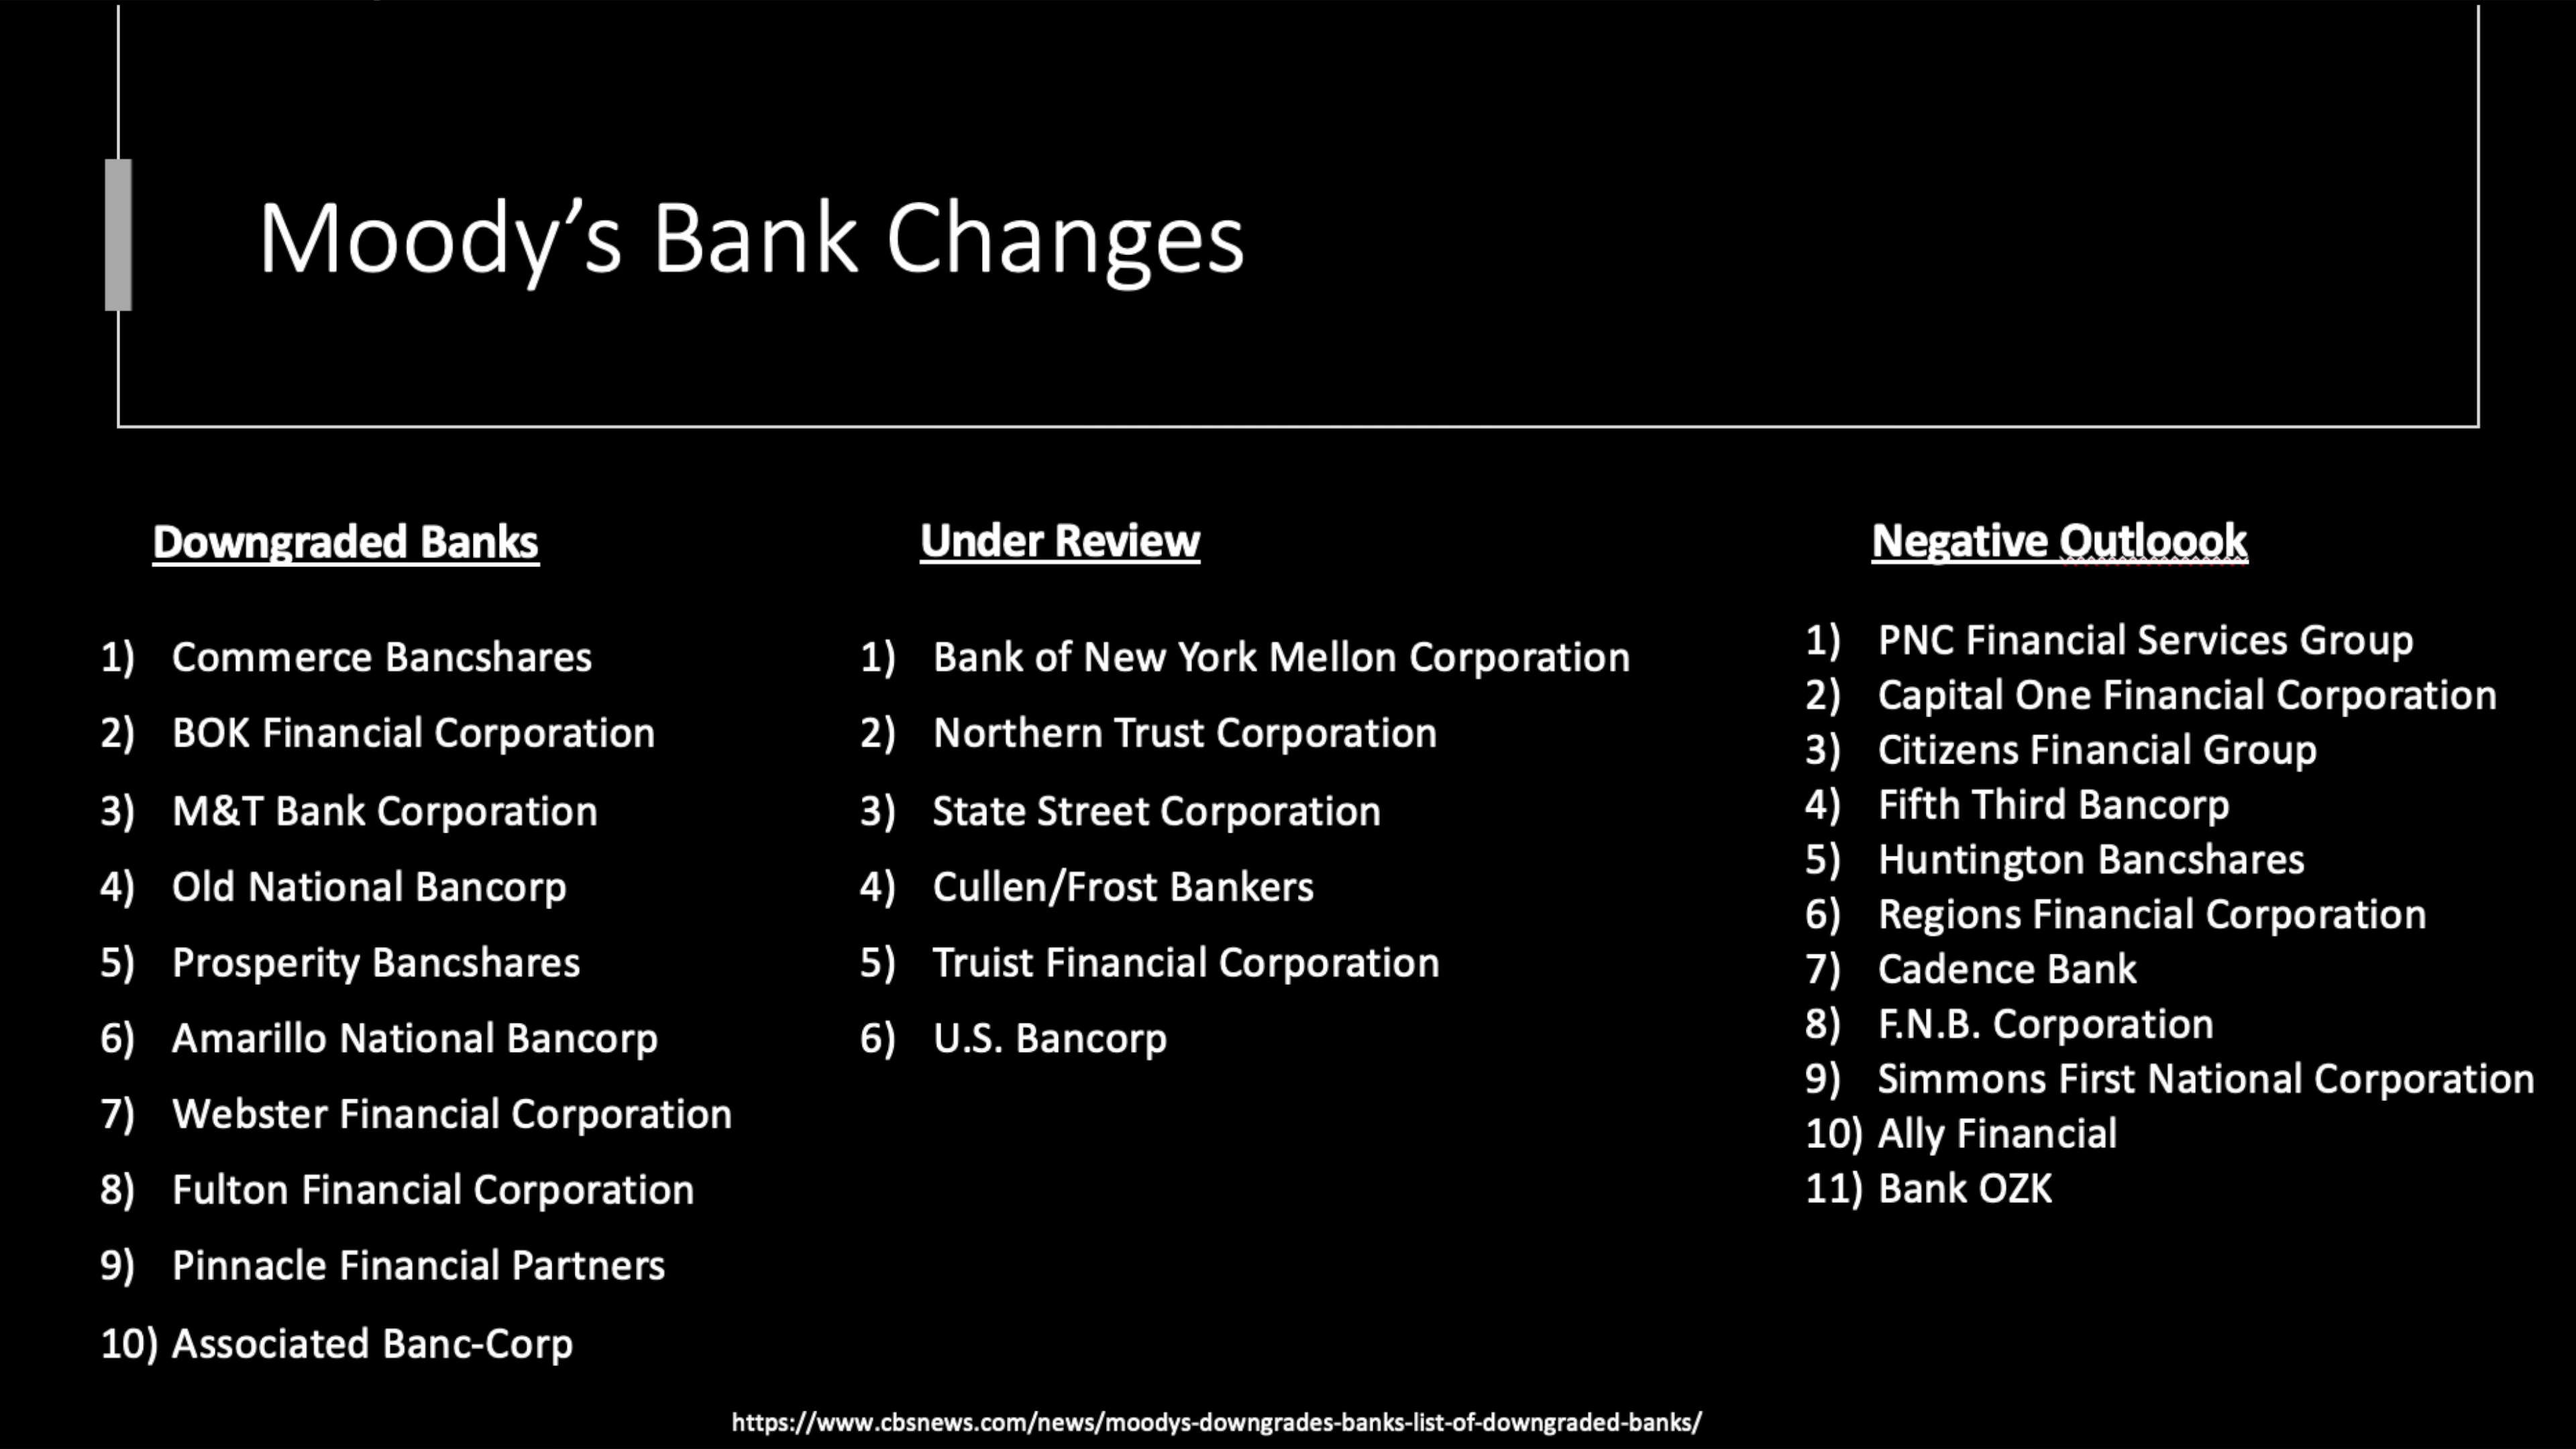 Moody’s Bank Changes
Downgraded Banks
1) Commerce Bancshares
2) BOK Financial Corporation
3) M&T Bank Corporation
4) Old National Bancorp
5) Prosperity Bancshares
6) Amarillo National Bancorp
7) Webster Financial Corporation
8) Fulton Financial Corporation
9) Pinnacle Financial Partners
10) Associated Banc-Corp
Under Review
1) Bank of New York Mellon Corporation
2) Northern Trust Corporation
3) State Street Corporation
4) Cullen/Frost Bankers
5) Truist Financial Corporation
6) U.S. Bancorp
Negative Outloook
1) PNC Financial Services Group
2) Capital One Financial Corporation
3) Citizens Financial Group
4) Fifth Third Bancorp
5) Huntington Bancshares
6) Regions Financial Corporation
7) Cadence Bank
8) F.N.B. Corporation
9) Simmons First National Corporation
10) Ally Financial
11) Bank OZK
https://www.cbsnews.com/news/moodys-downgrades-banks-list-of-downgraded-banks/